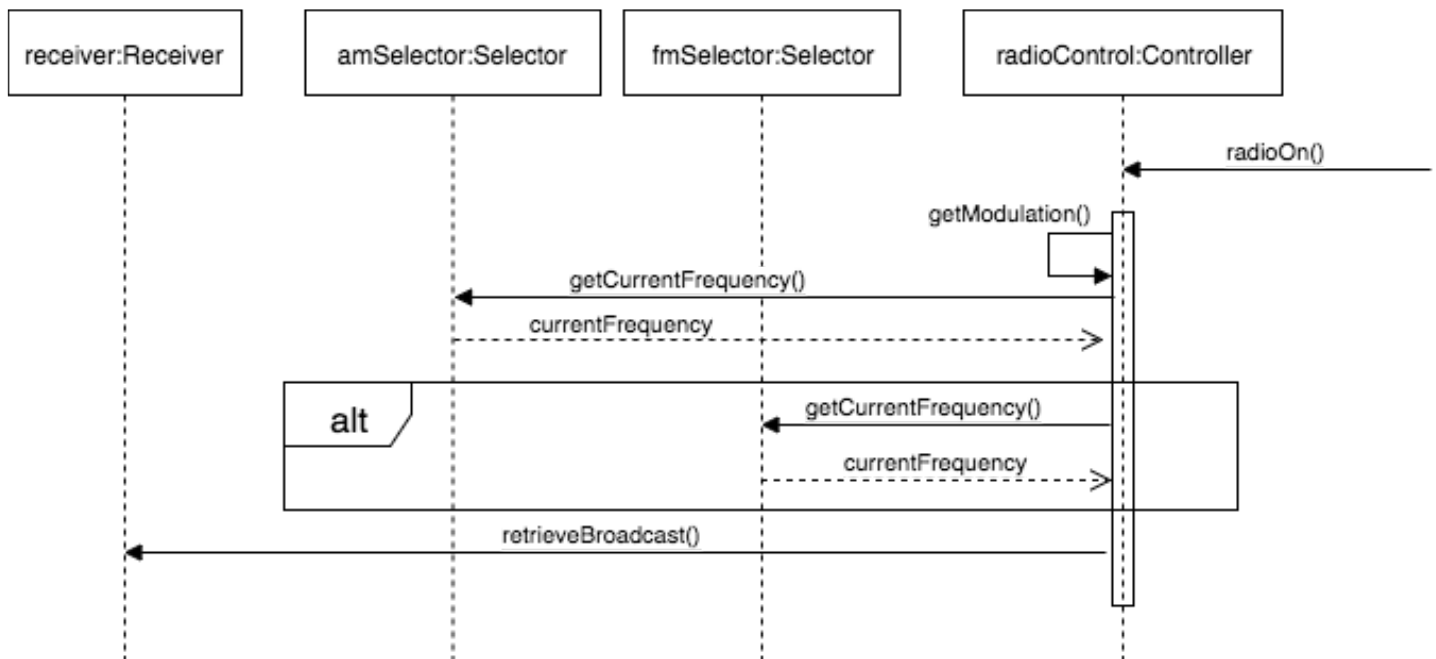 receiver:Receiver
amSelector:Selector
fmSelector:Selector
radioControl:Controller
radioOn()
getModulation()
getCurrentFrequency()
currentFrequency
alt
getCurrentFrequency()
currentFrequency
retrieveBroadcast()